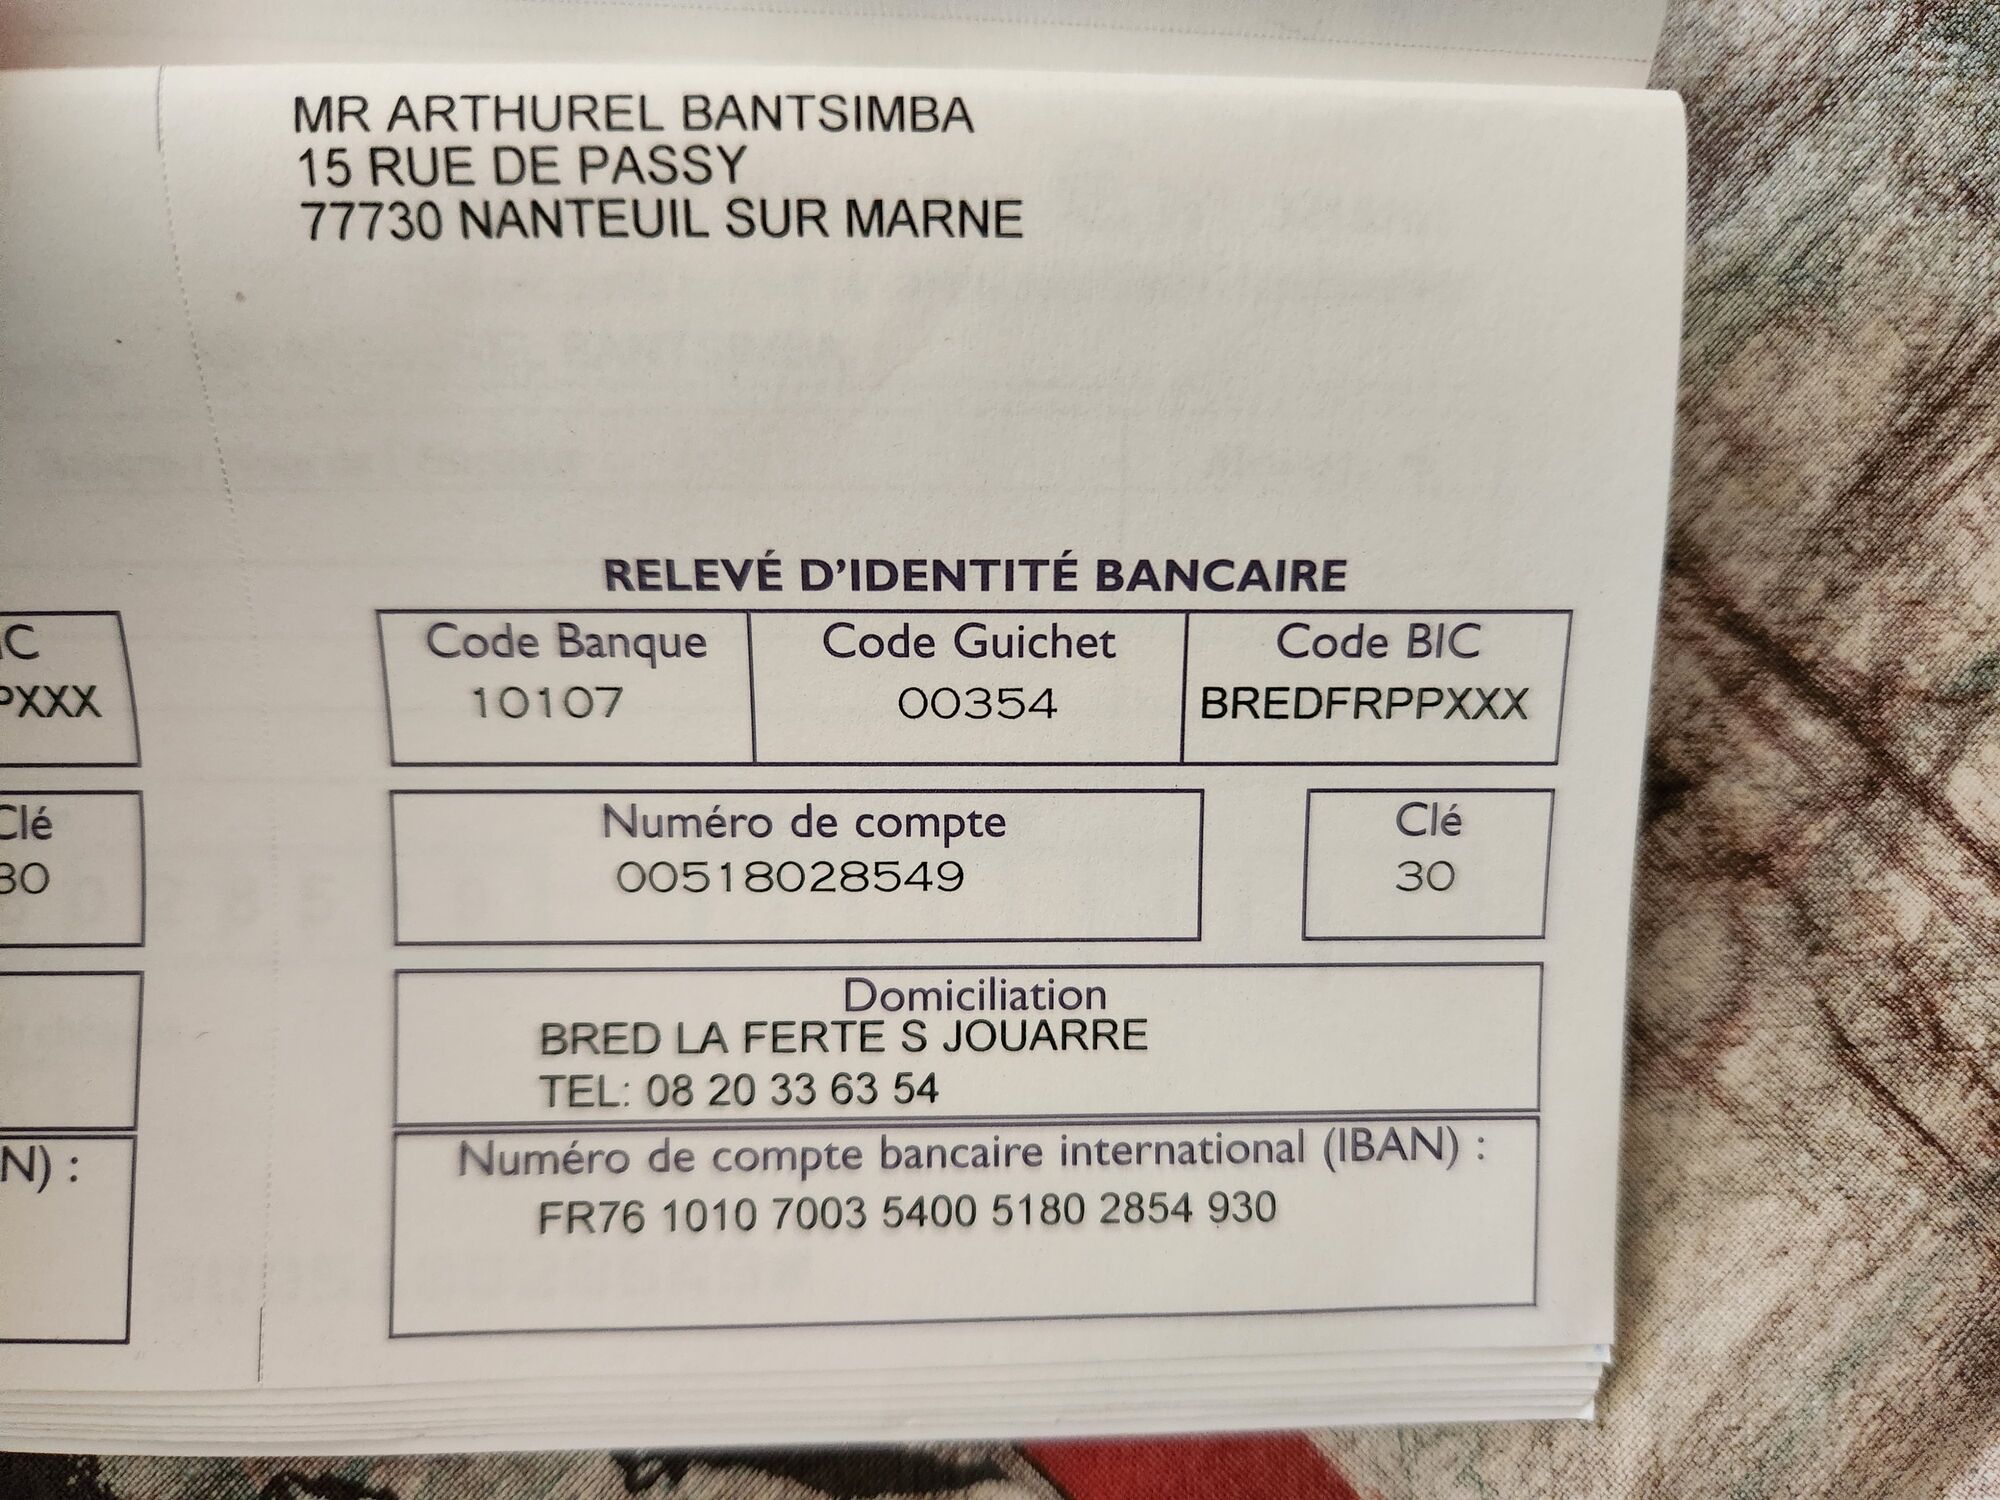 MR ARTHUREL BANTSIMBA
15 RUE DE PASSY
77730 NANTEUIL SUR MARNE
RELEVÉ D'IDENTITÉ BANCAIRE
Code Banque
10107
Code Guichet
00354
Code BIC
BREDFRPPXXX
Numéro de compte
00518028549
Clé
30
Domiciliation
BRED LA FERTE S JOUARRE
TEL: 08 20 33 63 54
Numéro de compte bancaire international (IBAN) :
FR76 1010 7003 5400 5180 2854 930
IC
PXXX
Clé
30
N) :